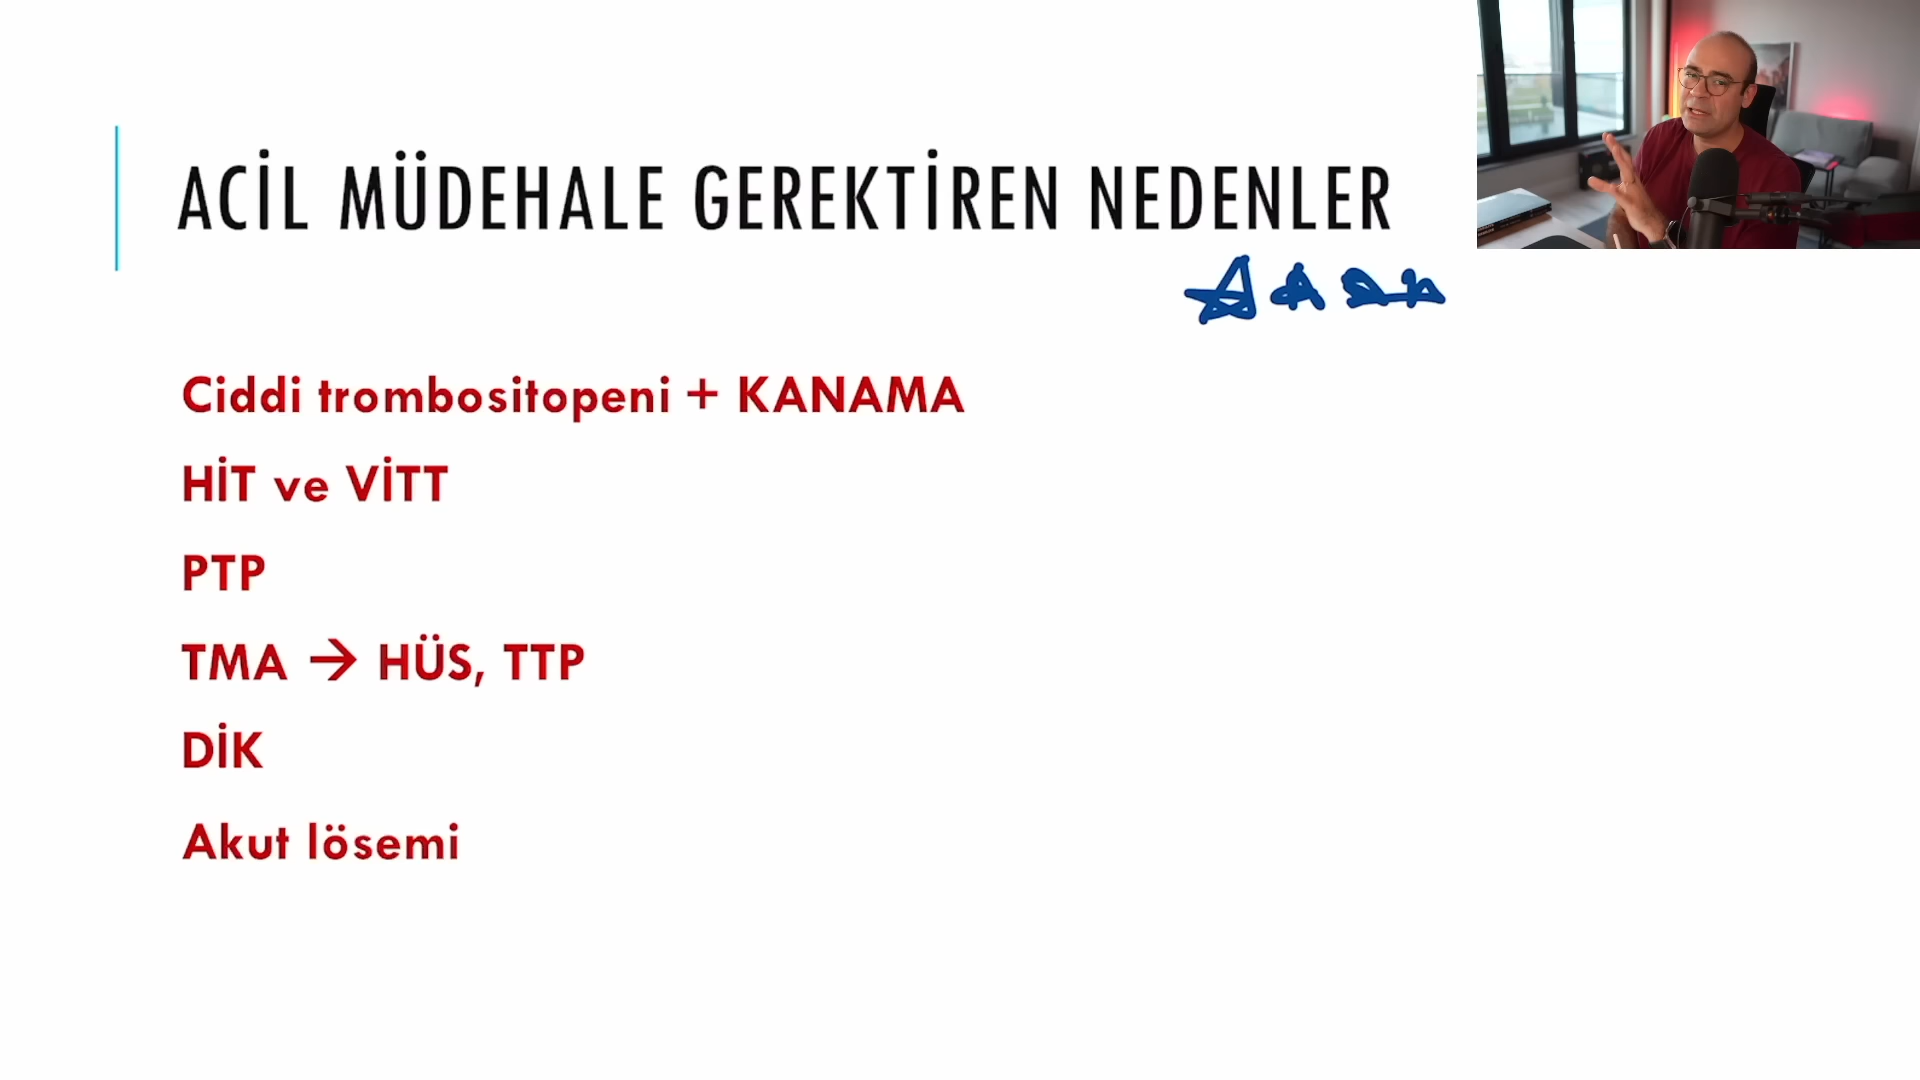 ACİL MÜDEHALE GEREKTİREN NEDENLER
Ciddi trombositopeni + KANAMA
HİT ve VİTT
PTP
TMA → HÜS, TTP
DİK
Akut lösemi